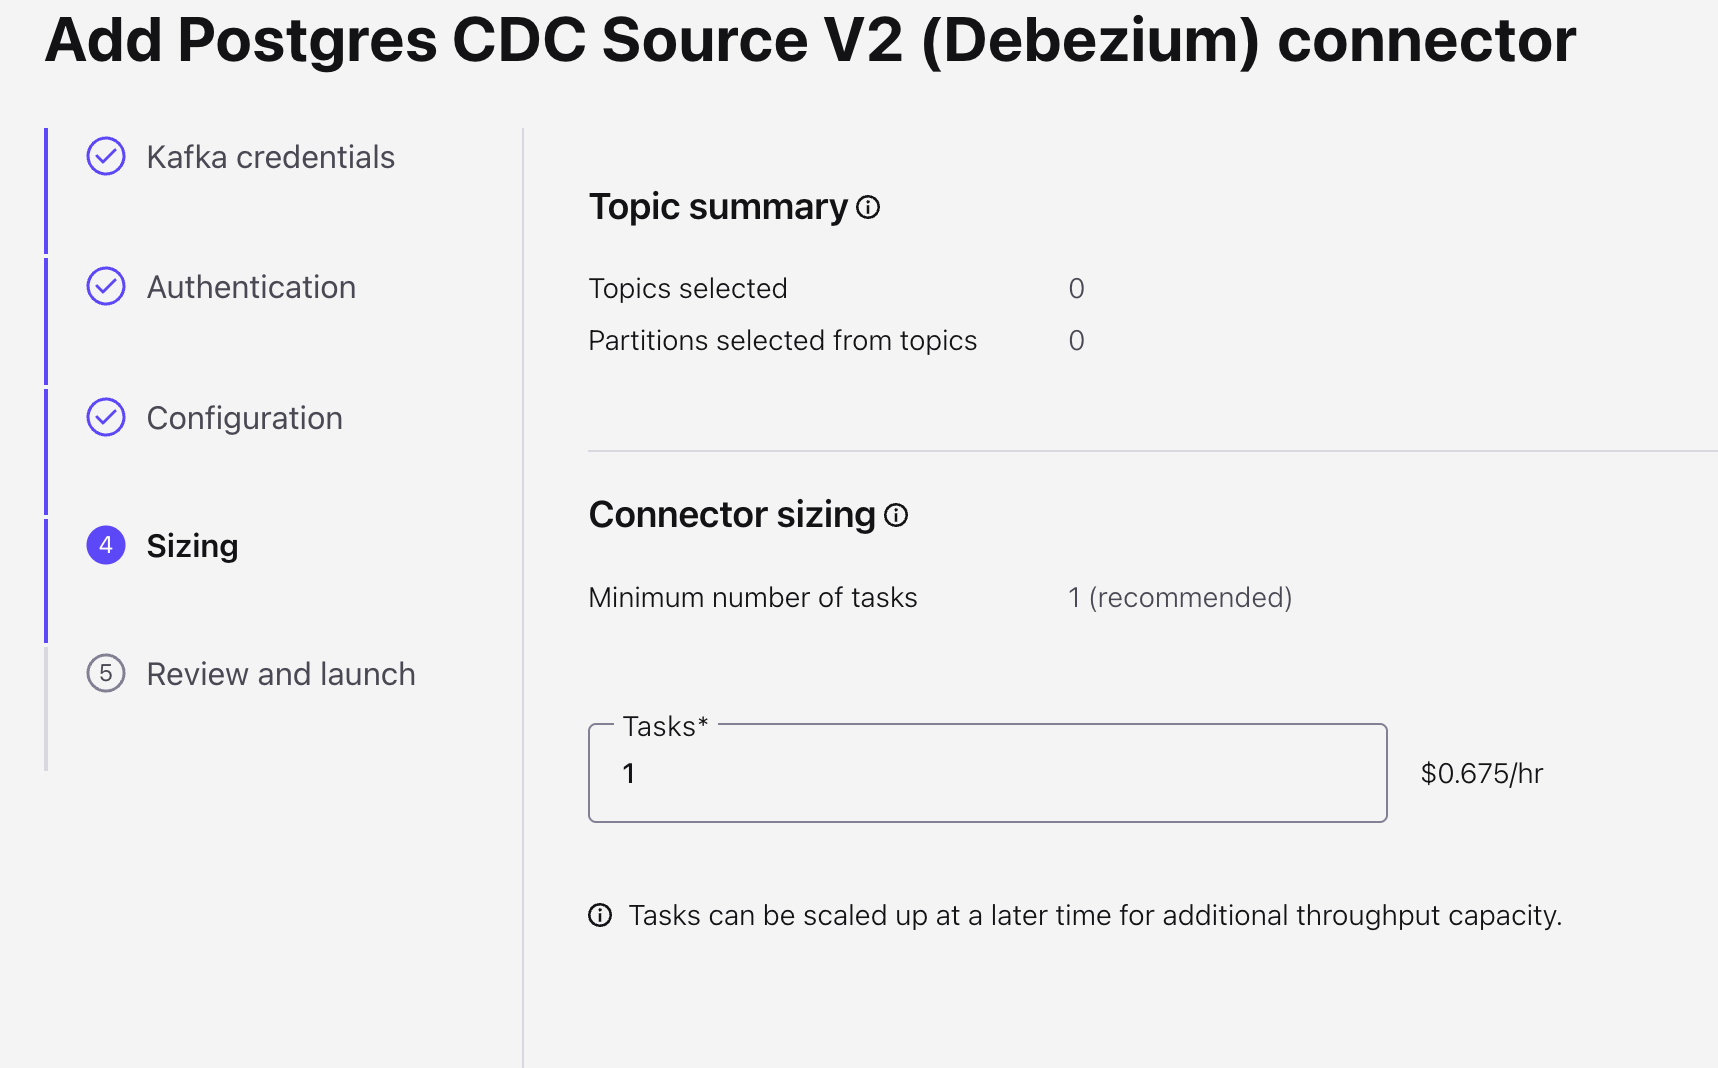 Add Postgres CDC Source V2 (Debezium) connector
Kafka credentials
Authentication
Configuration
4 Sizing
5 Review and launch
Topic summary
Topics selected 0
Partitions selected from topics 0
Connector sizing
Minimum number of tasks 1 (recommended)
Tasks*
1 $0.675/hr
Tasks can be scaled up at a later time for additional throughput capacity.